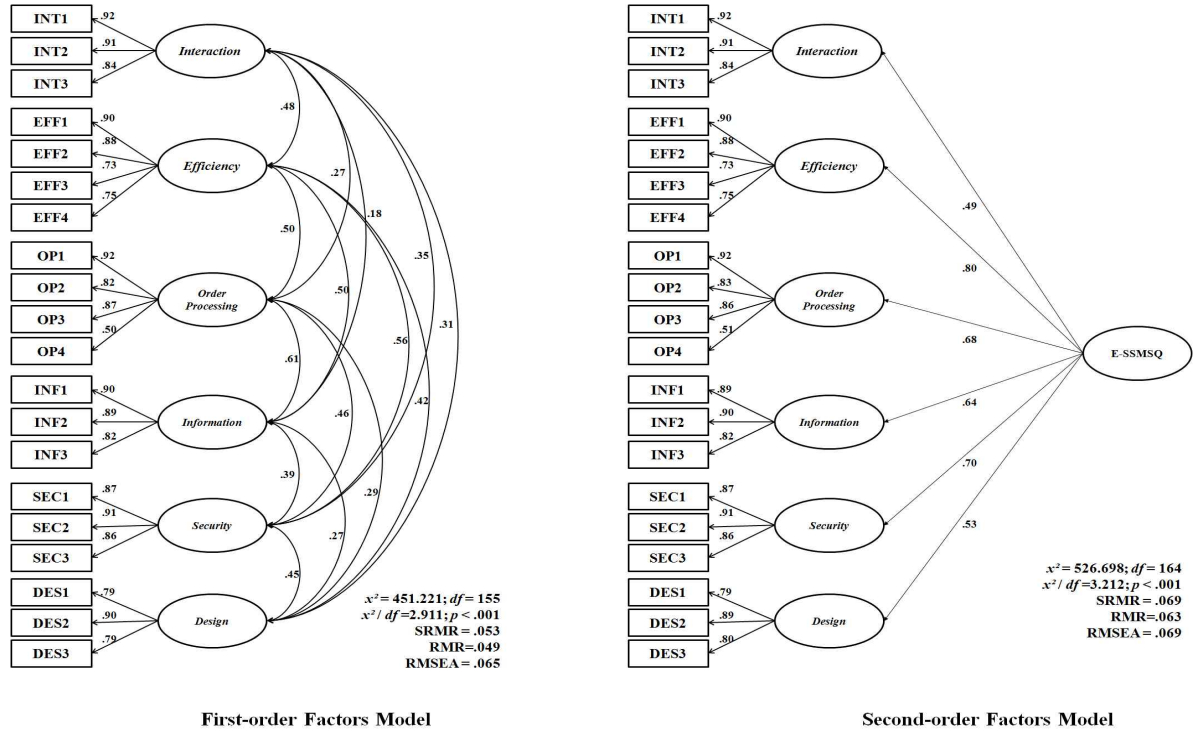 INT1
.92
INT2
.91
INT3
.84
Interaction
EFF1
.90
EFF2
.88
EFF3
.73
EFF4
.75
Efficiency
OP1
.92
OP2
.82
OP3
.87
OP4
.50
Order
Processing
INF1
.90
INF2
.89
INF3
.82
Information
SEC1
.87
SEC2
.91
SEC3
.86
Security
DES1
.79
DES2
.90
DES3
.79
Design
.48
.27
.18
.35
.31
.50
.50
.56
.42
.61
.46
.29
.39
.27
.45
x² = 451.221; df = 155
x² / df =2.911; p < .001
SRMR = .053
RMR=.049
RMSEA = .065
First-order Factors Model
INT1
.92
INT2
.91
INT3
.84
Interaction
EFF1
.90
EFF2
.88
EFF3
.73
EFF4
.75
Efficiency
OP1
.92
OP2
.83
OP3
.86
OP4
.51
Order
Processing
INF1
.89
INF2
.90
INF3
.82
Information
SEC1
.87
SEC2
.91
SEC3
.86
Security
DES1
.79
DES2
.89
DES3
.80
Design
.49
.80
.68
.64
.70
.53
E-SSMSQ
x² = 526.698; df = 164
x² / df =3.212; p < .001
SRMR = .069
RMR=.063
RMSEA = .069
Second-order Factors Model